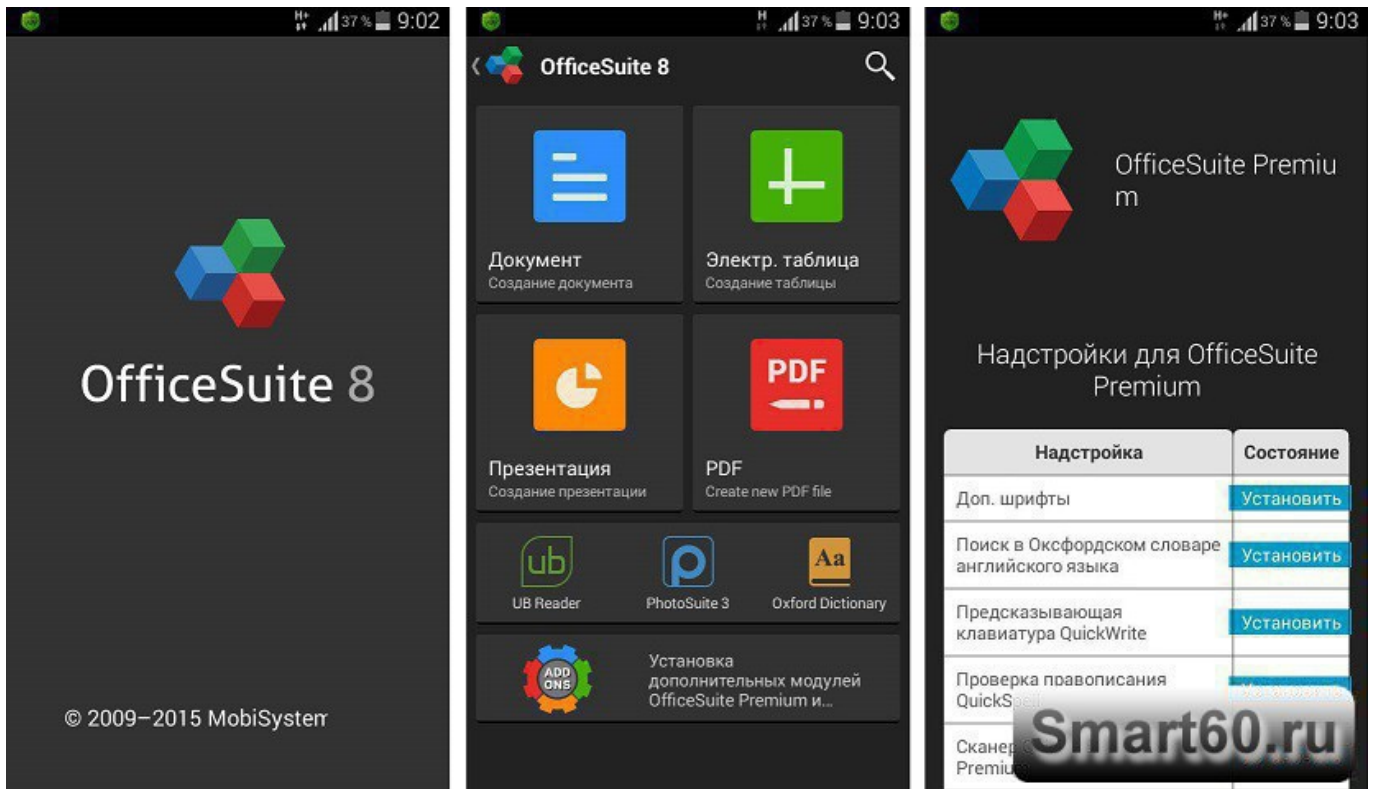 H+ 37% 9:02
OfficeSuite 8
© 2009–2015 MobiSystem
H 37% 9:03
OfficeSuite 8
Документ
Создание документа
Электр. таблица
Создание таблицы
Презентация
Создание презентации
PDF
PDF
Create new PDF file
ub
UB Reader
PhotoSuite 3
Aa
Oxford Dictionary
ADD
ONS
Установка
дополнительных модулей
OfficeSuite Premium и...
H+ 37% 9:03
OfficeSuite Premiu
m
Надстройки для OfficeSuite
Premium
Надстройка Состояние
Доп. шрифты Установить
Поиск в Оксфордском словаре
английского языка Установить
Предсказывающая
клавиатура QuickWrite Установить
Проверка правописания
Сканер
Smart60.ru